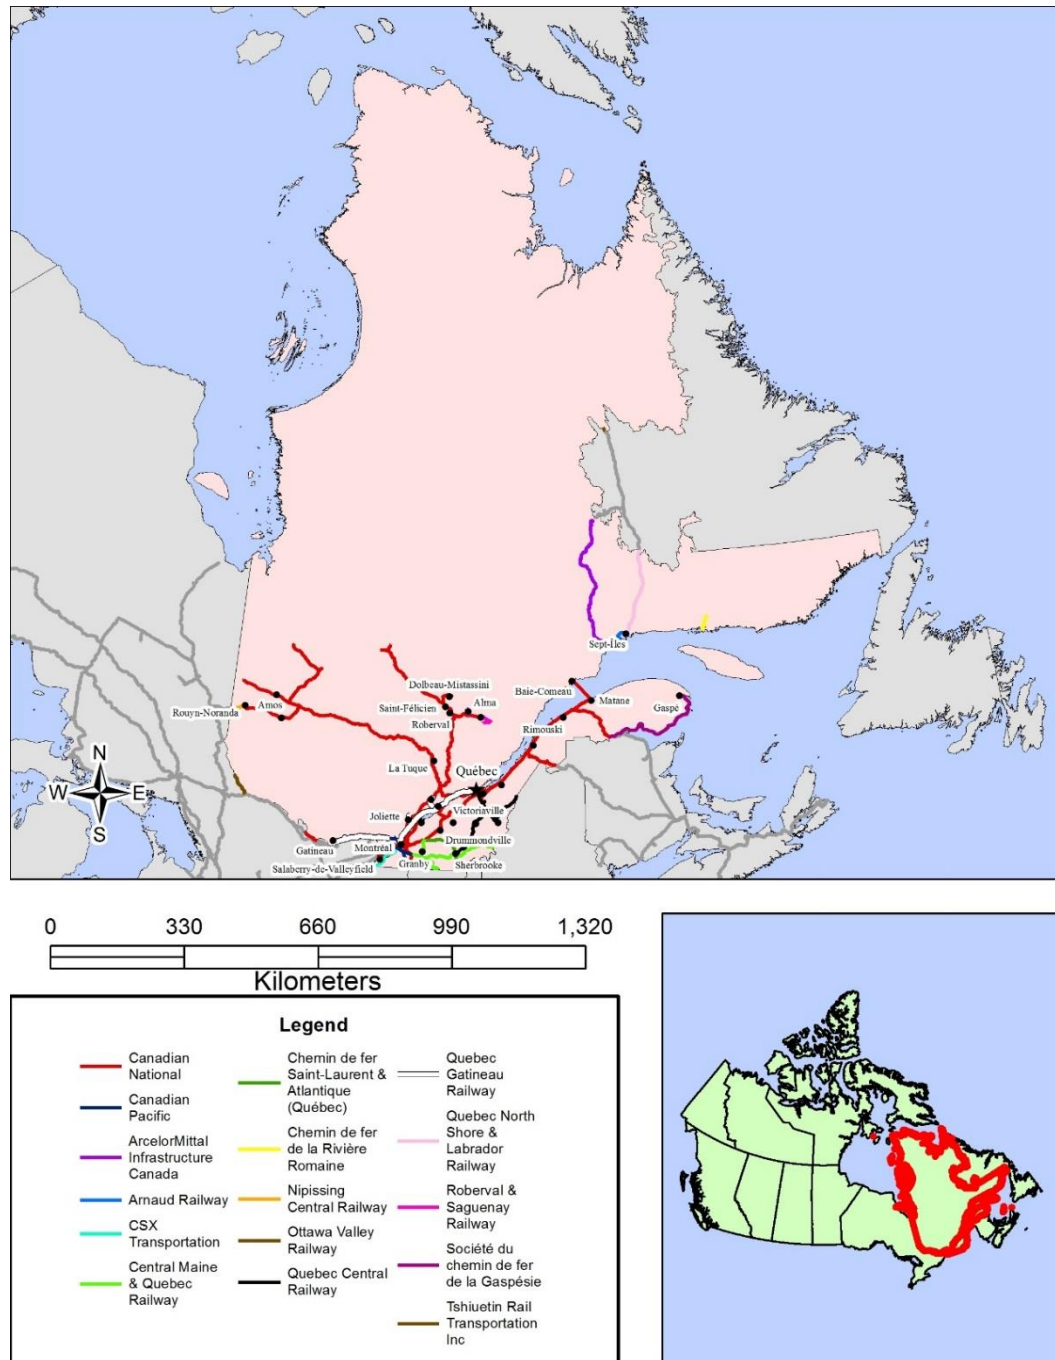 Dolbeau-Mistassini
Saint-Félicien
Alma
Roberval
Rouyn-Noranda
Amos
La Tuque
Québec
Joliette
Victoriaville
Drummondville
Gatineau
Montréal
Granby
Sherbrooke
Salaberry-de-Valleyfield
Sept-Îles
Baie-Comeau
Matane
Gaspé
Rimouski
N
W
E
S
0 330 660 990 1,320
Kilometers
Legend
Canadian
National
Canadian
Pacific
ArcelorMittal
Infrastructure
Canada
Arnaud Railway
CSX
Transportation
Central Maine
& Quebec
Railway
Chemin de fer
Saint-Laurent &
Atlantique
(Québec)
Chemin de fer
de la Rivière
Romaine
Nipissing
Central Railway
Ottawa Valley
Railway
Quebec Central
Railway
Quebec
Gatineau
Railway
Quebec North
Shore &
Labrador
Railway
Roberval &
Saguenay
Railway
Société du
chemin de fer
de la Gaspésie
Tshiuetin Rail
Transportation
Inc